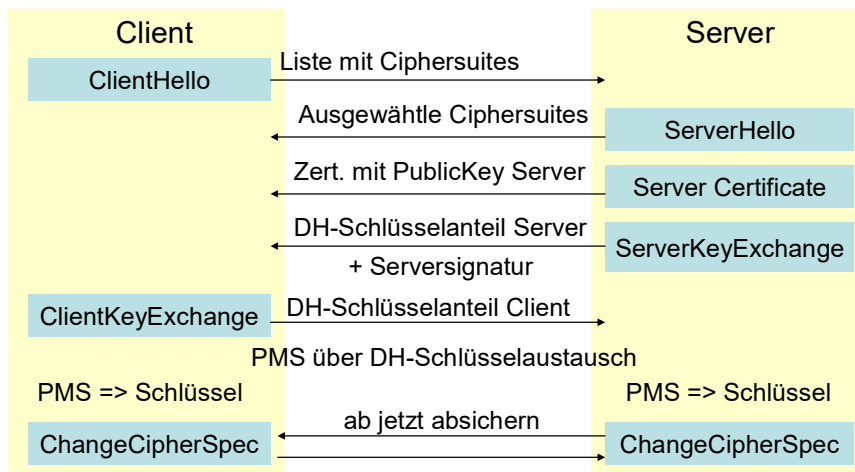 Client
Server
ClientHello
Liste mit Ciphersuites
Ausgewähtle Ciphersuites
ServerHello
Zert. mit PublicKey Server
Server Certificate
DH-Schlüsselanteil Server
ServerKeyExchange
+ Serversignatur
ClientKeyExchange
DH-Schlüsselanteil Client
PMS über DH-Schlüsselaustausch
PMS => Schlüssel
PMS => Schlüssel
ab jetzt absichern
ChangeCipherSpec
ChangeCipherSpec